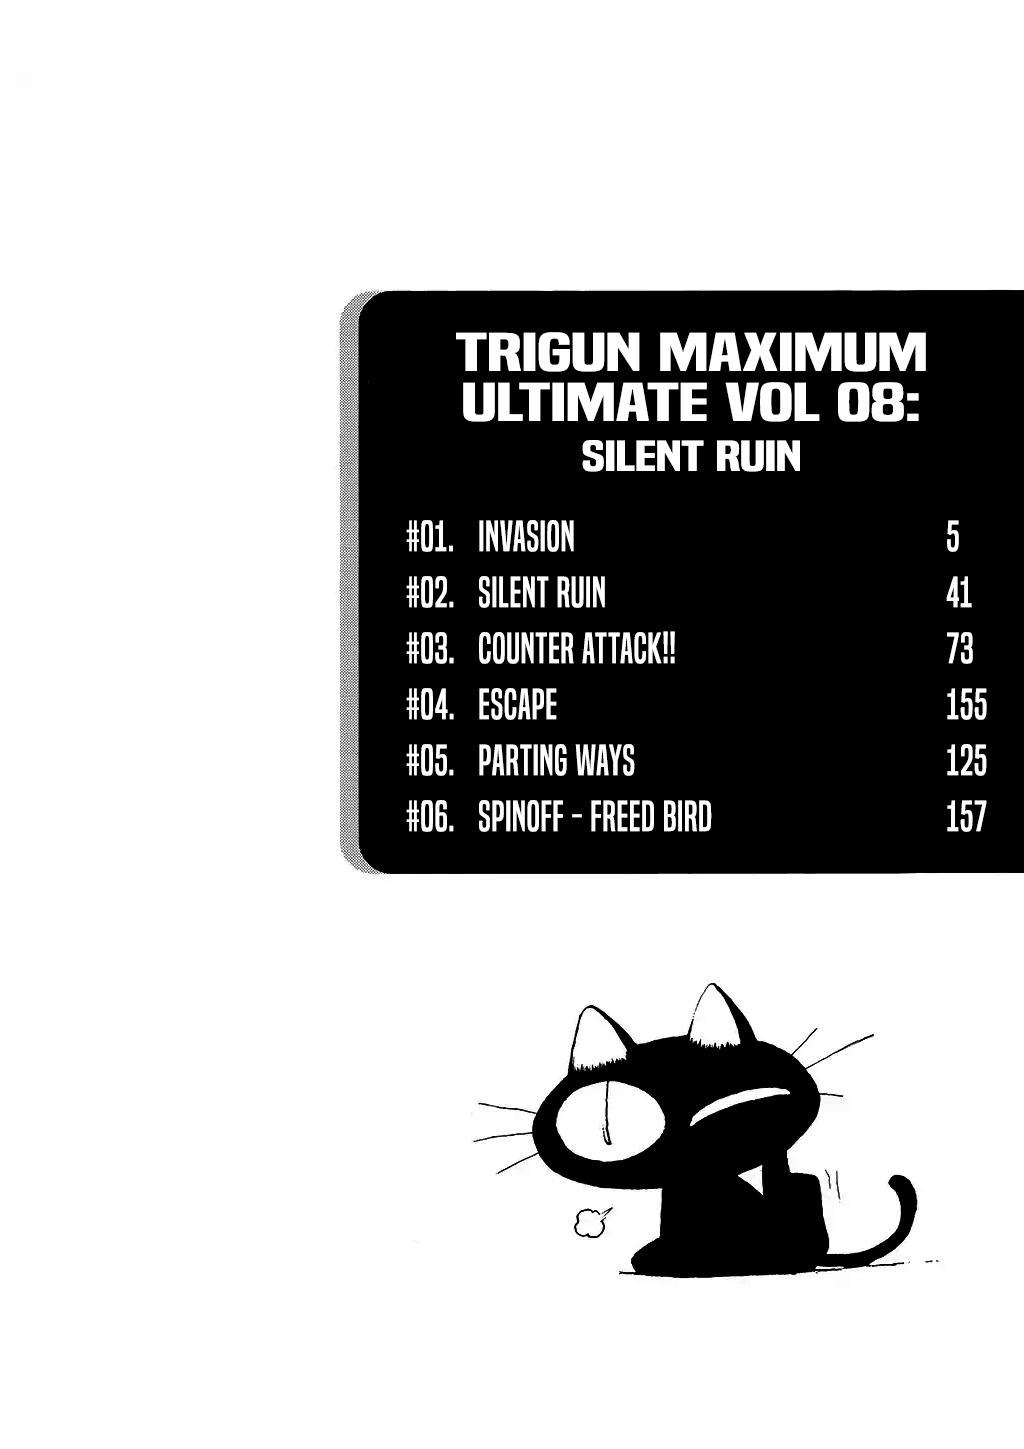 TRIGUN MAXIMUM
ULTIMATE VOL 08:
SILENT RUIN
#01. INVASION 5
#02. SILENT RUIN 41
#03. COUNTER ATTACK!! 73
#04. ESCAPE 155
#05. PARTING WAYS 125
#06. SPINOFF - FREED BIRD 157